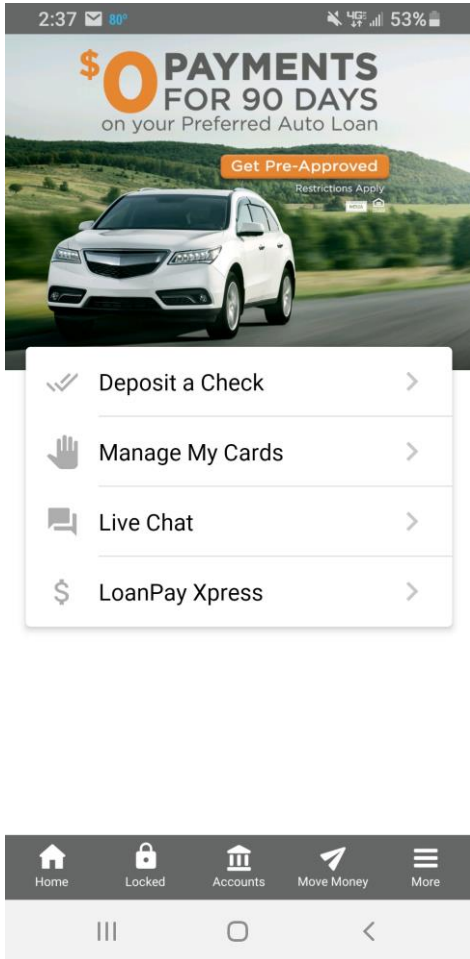 2:37 80° 4GE 53%
$0 PAYMENTS
FOR 90 DAYS
on your Preferred Auto Loan
Get Pre-Approved
Restrictions Apply
Deposit a Check
Manage My Cards
Live Chat
LoanPay Xpress
Home Locked Accounts Move Money More